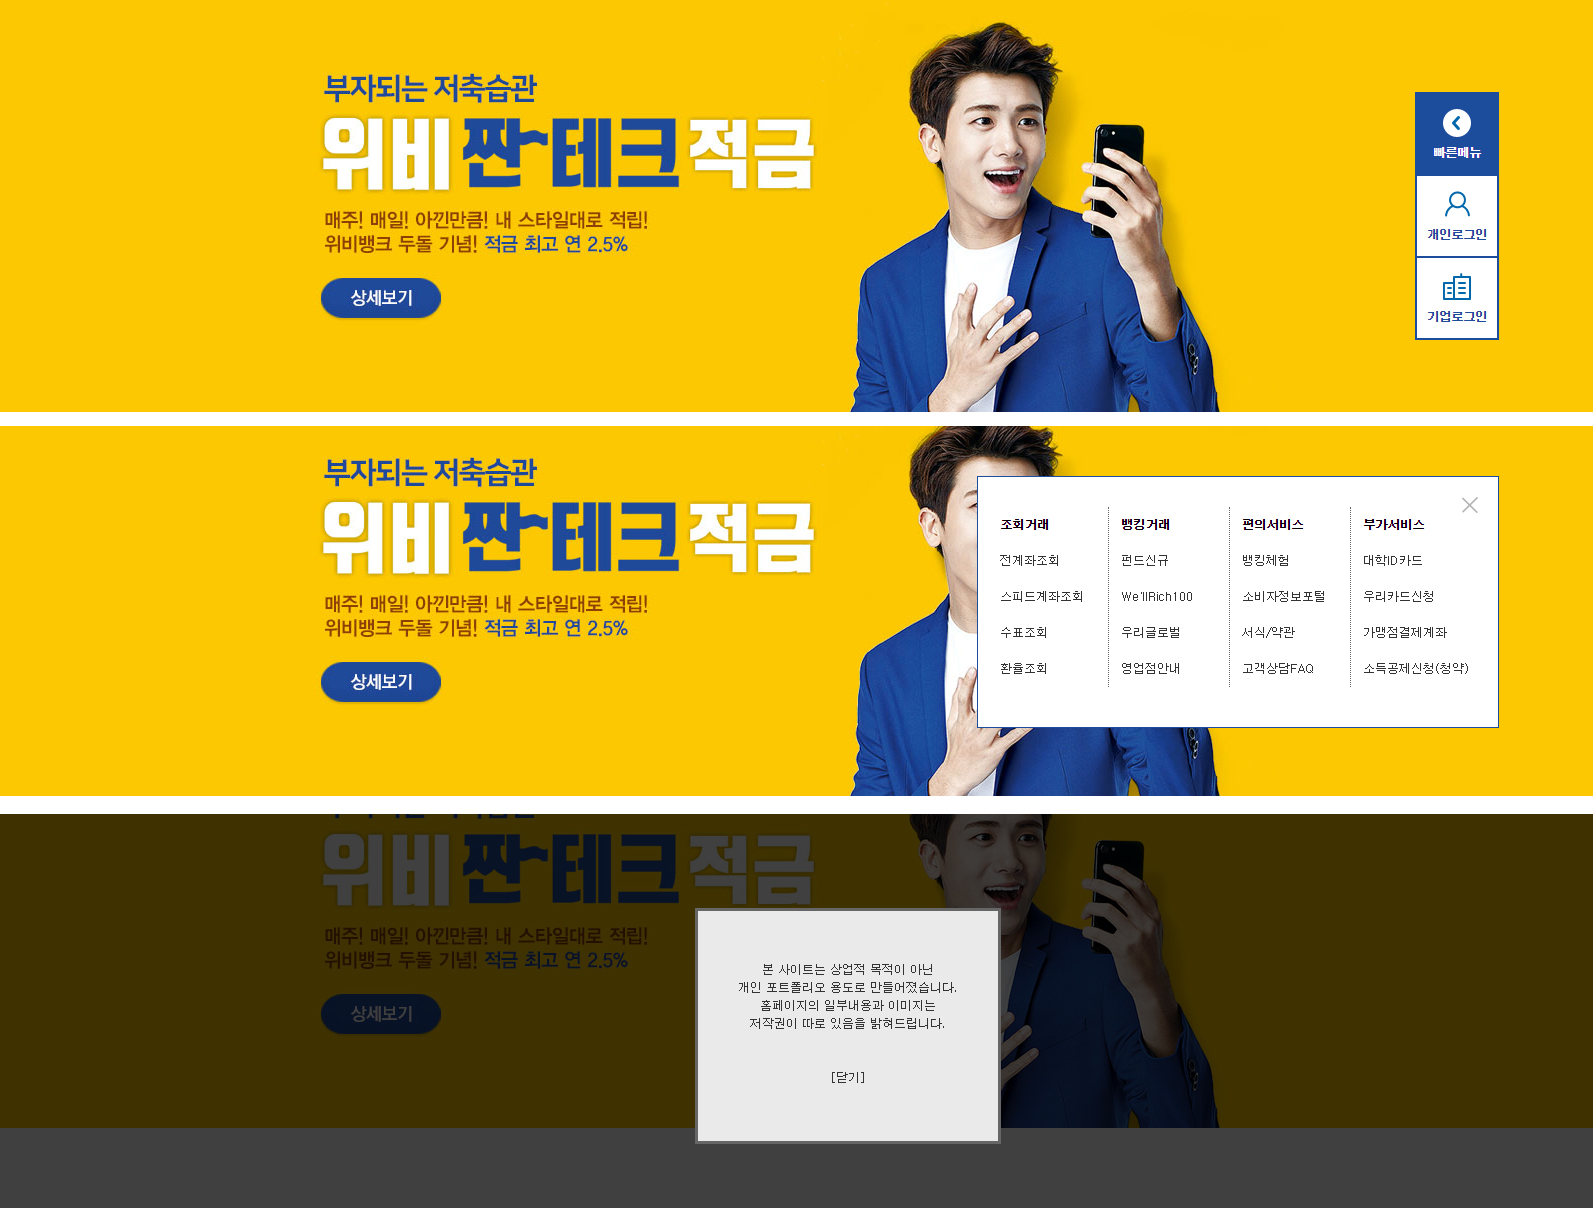 부자되는 저축습관
위비 짠~테크 적금
매주! 매일! 아낀만큼! 내 스타일대로 적립!
위비뱅크 두돌 기념! 적금 최고 연 2.5%
상세보기
빠른메뉴
개인로그인
기업로그인
부자되는 저축습관
위비 짠~테크 적금
매주! 매일! 아낀만큼! 내 스타일대로 적립!
위비뱅크 두돌 기념! 적금 최고 연 2.5%
상세보기
조회거래
전계좌조회
스피드계좌조회
수표조회
환율조회
뱅킹거래
펀드신규
We'llRich100
우리글로벌
영업점안내
편의서비스
뱅킹체험
소비자정보포털
서식/약관
고객상담FAQ
부가서비스
대학ID카드
우리카드신청
가맹점결제계좌
소득공제신청(청약)
위비 짠~테크 적금
매주! 매일! 아낀만큼! 내 스타일대로 적립!
위비뱅크 두돌 기념! 적금 최고 연 2.5%
상세보기
본 사이트는 상업적 목적이 아닌
개인 포트폴리오 용도로 만들어졌습니다.
홈페이지의 일부내용과 이미지는
저작권이 따로 있음을 밝혀드립니다.
[닫기]